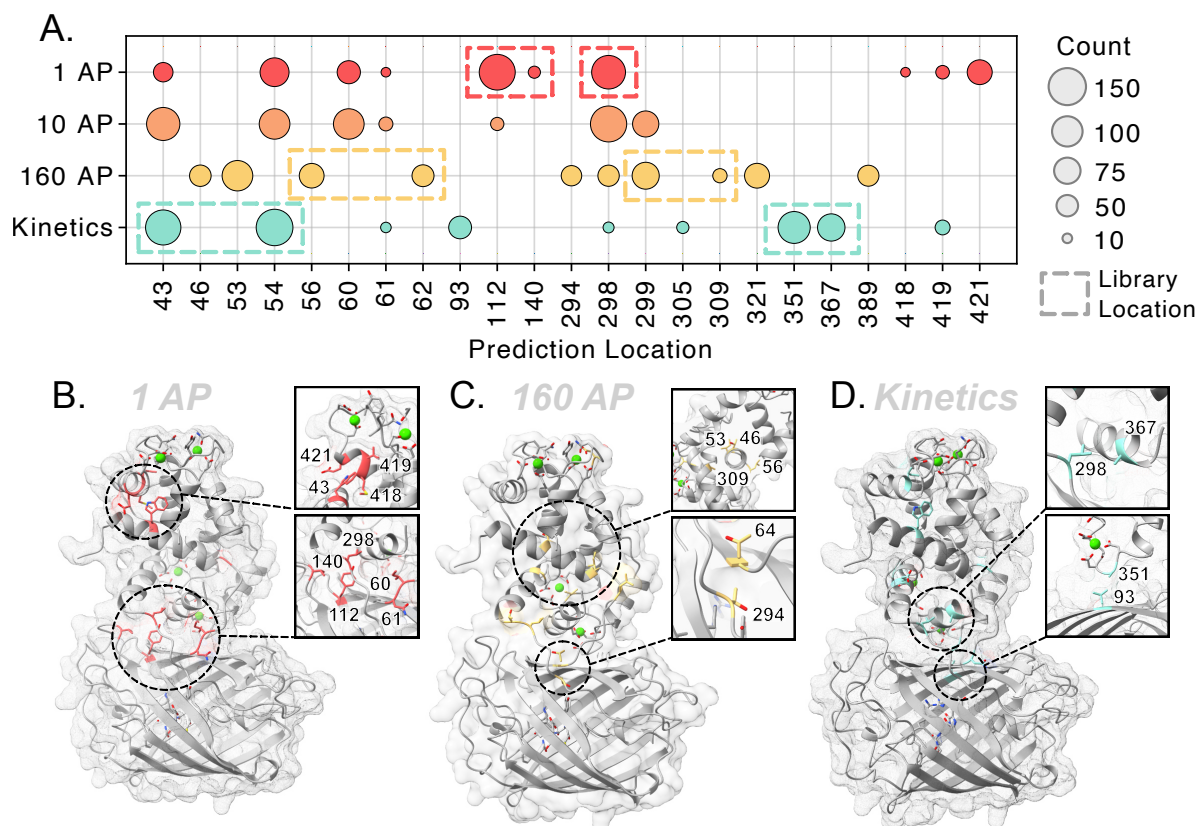 A.
1 AP
10 AP
160 AP
Kinetics
43 46 53 54 56 60 61 62 93 112 140 294 298 299 305 309 321 351 367 389 418 419 421
Prediction Location
Count
150
100
75
50
10
Library
Location
B. 1 AP
421
419
43
418
298
140
60
112
61
C. 160 AP
53 46
56
309
64
294
D. Kinetics
367
298
351
93